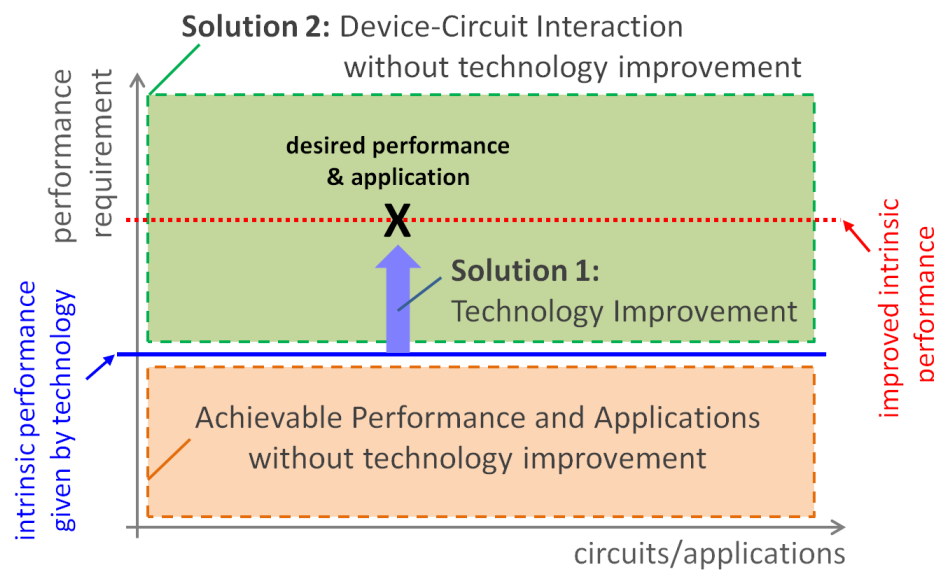 Solution 2: Device-Circuit Interaction
without technology improvement
performance
requirement
desired performance
& application
X
Solution 1:
Technology Improvement
improved intrinsic
performance
intrinsic performance
given by technology
Achievable Performance and Applications
without technology improvement
circuits/applications